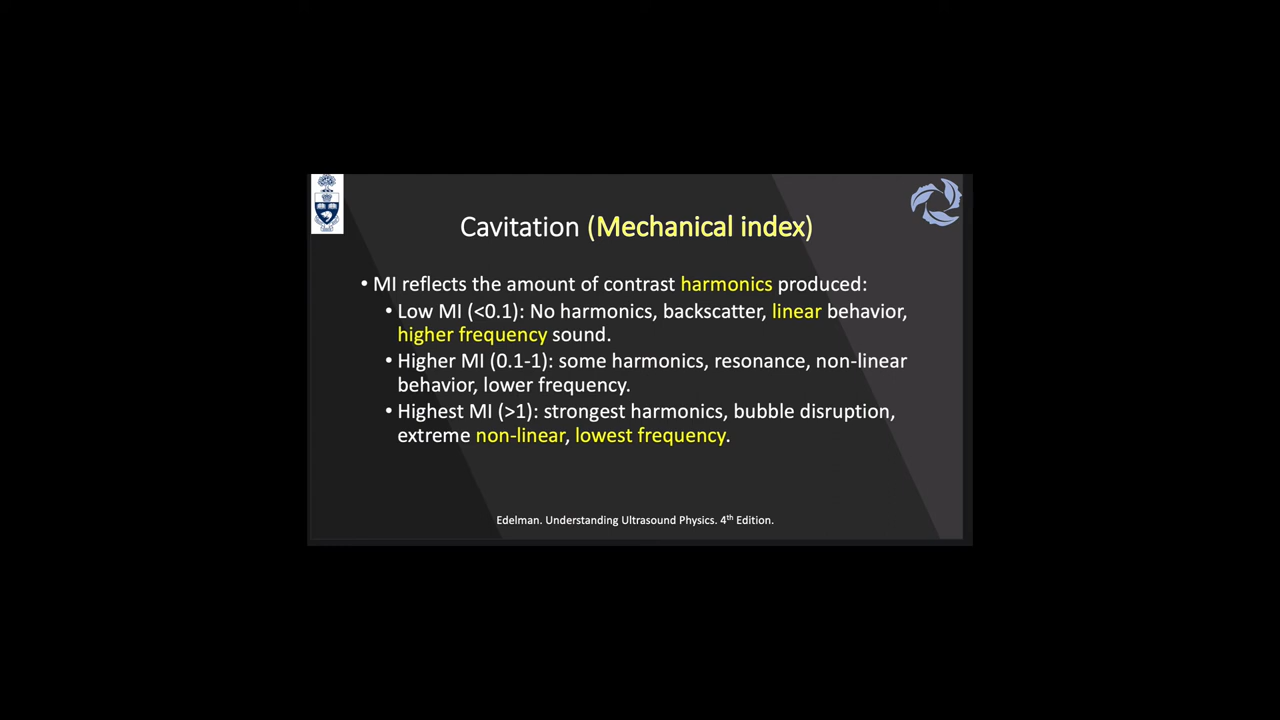 Cavitation (Mechanical index)
• MI reflects the amount of contrast harmonics produced:
• Low MI (<0.1): No harmonics, backscatter, linear behavior,
higher frequency sound.
• Higher MI (0.1-1): some harmonics, resonance, non-linear
behavior, lower frequency.
• Highest MI (>1): strongest harmonics, bubble disruption,
extreme non-linear, lowest frequency.
Edelman. Understanding Ultrasound Physics. 4th Edition.